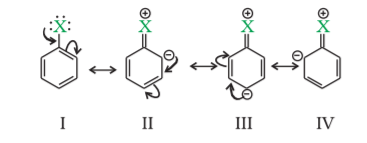 X ⊕X ⊕X ⊕X
⊖ ⊖ ⊖
I II III IV